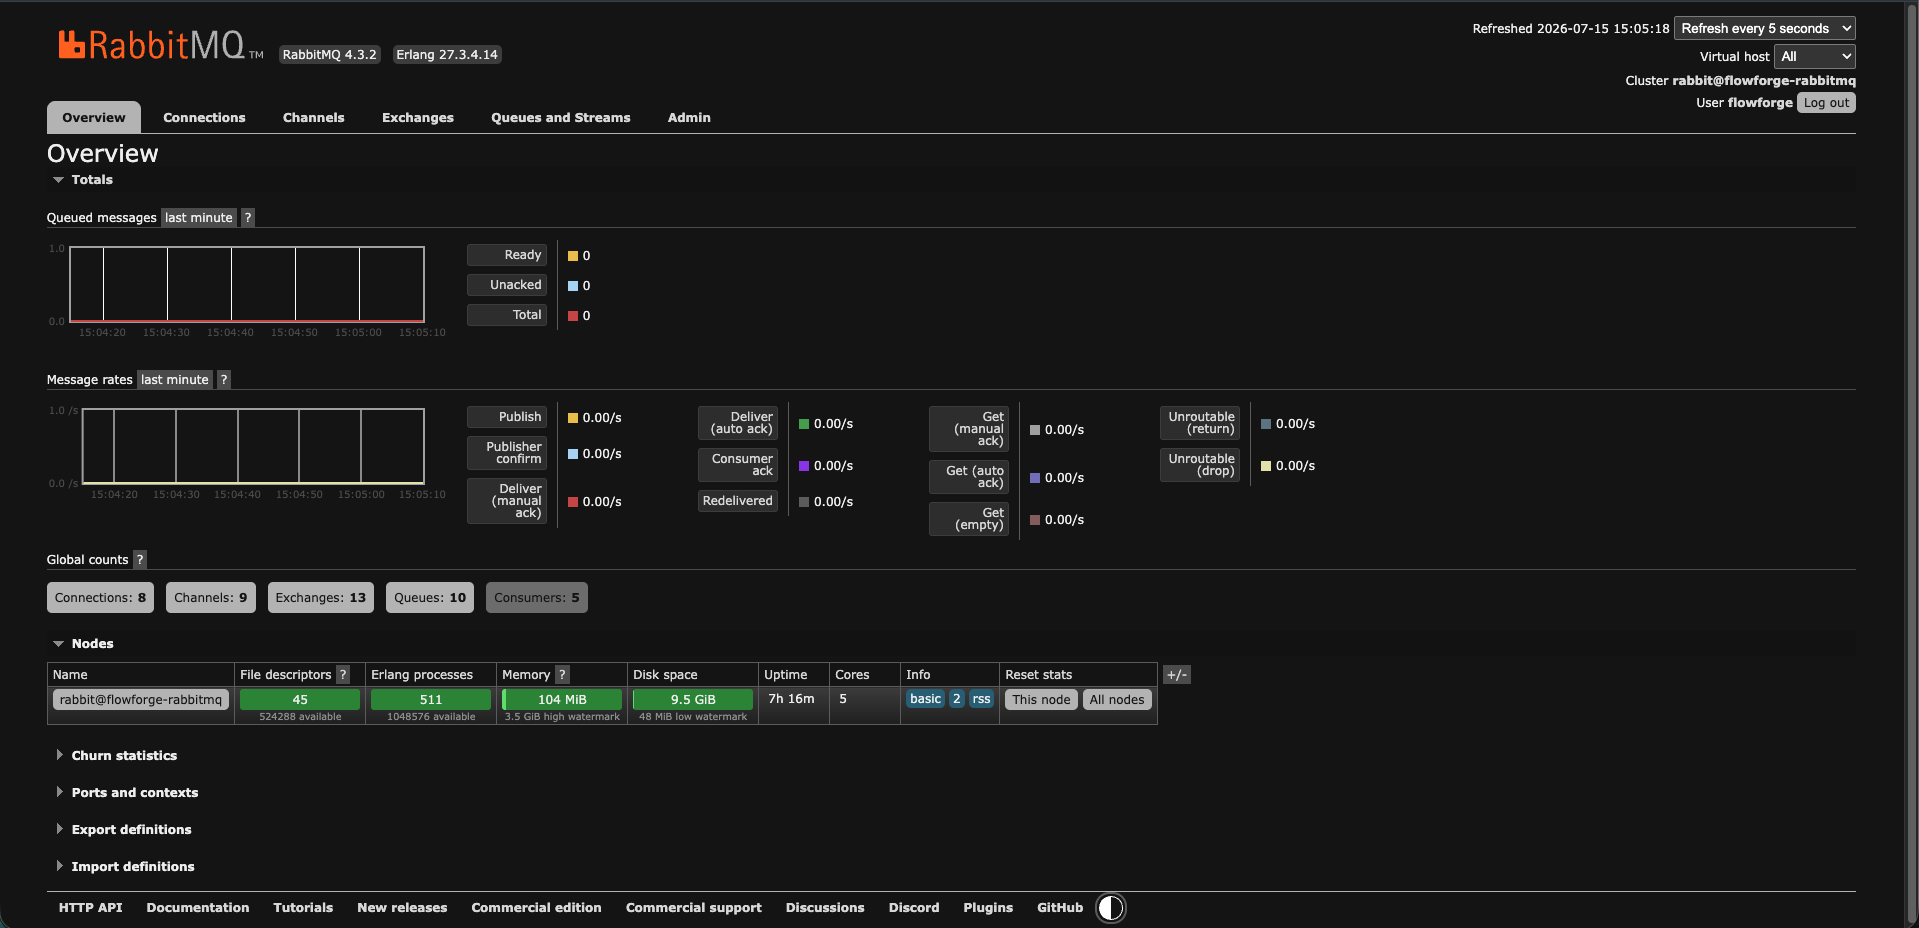 RabbitMQ TM RabbitMQ 4.3.2 Erlang 27.3.4.14
Refreshed 2026-07-15 15:05:18 Refresh every 5 seconds
Virtual host All
Cluster rabbit@flowforge-rabbitmq
User flowforge Log out
Overview Connections Channels Exchanges Queues and Streams Admin
Overview
Totals
Queued messages last minute ?
1.0
0.0
15:04:20 15:04:30 15:04:40 15:04:50 15:05:00 15:05:10
Ready 0
Unacked 0
Total 0
Message rates last minute ?
1.0 /s
0.0 /s
15:04:20 15:04:30 15:04:40 15:04:50 15:05:00 15:05:10
Publish 0.00/s
Publisher
confirm 0.00/s
Deliver
(manual
ack) 0.00/s
Deliver
(auto ack) 0.00/s
Consumer
ack 0.00/s
Redelivered 0.00/s
Get
(manual
ack) 0.00/s
Get (auto
ack) 0.00/s
Get
(empty) 0.00/s
Unroutable
(return) 0.00/s
Unroutable
(drop) 0.00/s
Global counts ?
Connections: 8 Channels: 9 Exchanges: 13 Queues: 10 Consumers: 5
Nodes
Name File descriptors ? Erlang processes Memory ? Disk space Uptime Cores Info Reset stats +/-
rabbit@flowforge-rabbitmq 45 511 104 MiB 9.5 GiB 7h 16m 5 basic 2 rss This node All nodes
524288 available 1048576 available 3.5 GiB high watermark 48 MiB low watermark
Churn statistics
Ports and contexts
Export definitions
Import definitions
HTTP API Documentation Tutorials New releases Commercial edition Commercial support Discussions Discord Plugins GitHub